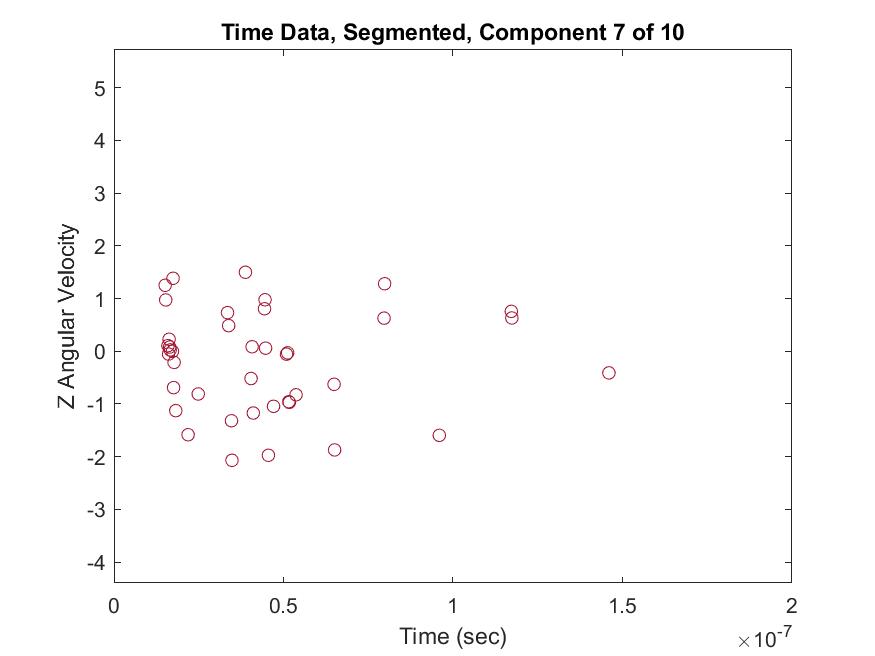 Time Data, Segmented, Component 7 of 10
5
4
3
2
1
0
-1
-2
-3
-4
Z Angular Velocity
0 0.5 1 1.5 2
Time (sec)
×10-7